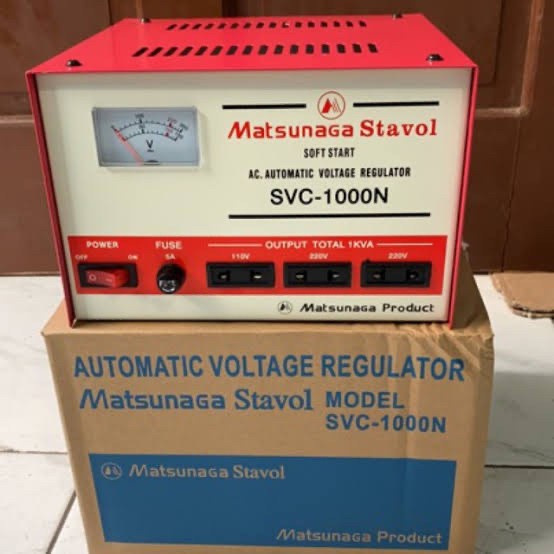 Matsunaga Stavol
SOFT START
AC. AUTOMATIC VOLTAGE REGULATOR
SVC-1000N
V
POWER
OFF ON
FUSE
5A
OUTPUT TOTAL 1KVA
110V 220V 220V
Matsunaga Product
AUTOMATIC VOLTAGE REGULATOR
Matsunaga Stavol MODEL
SVC-1000N
Matsunaga Stavol
Matsunaga Product